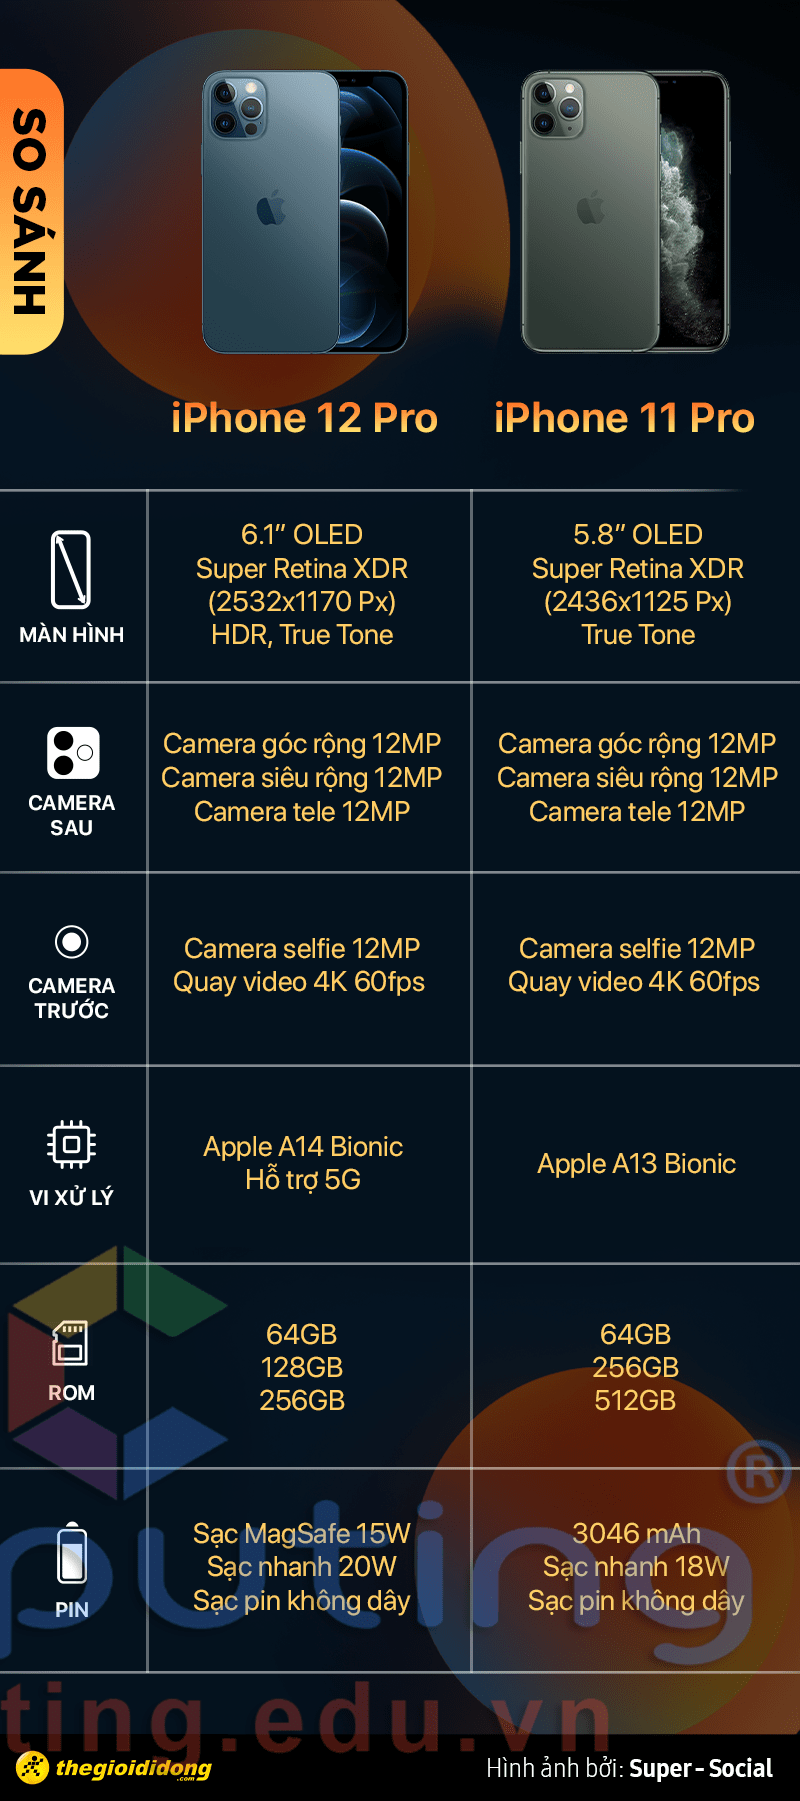 SO SÁNH
iPhone 12 Pro
iPhone 11 Pro
MÀN HÌNH
6.1” OLED
Super Retina XDR
(2532x1170 Px)
HDR, True Tone
5.8” OLED
Super Retina XDR
(2436x1125 Px)
True Tone
CAMERA
SAU
Camera góc rộng 12MP
Camera siêu rộng 12MP
Camera tele 12MP
Camera góc rộng 12MP
Camera siêu rộng 12MP
Camera tele 12MP
CAMERA
TRƯỚC
Camera selfie 12MP
Quay video 4K 60fps
Camera selfie 12MP
Quay video 4K 60fps
VI XỬ LÝ
Apple A14 Bionic
Hỗ trợ 5G
Apple A13 Bionic
ROM
64GB
128GB
256GB
64GB
256GB
512GB
PIN
Sạc MagSafe 15W
Sạc nhanh 20W
Sạc pin không dây
3046 mAh
Sạc nhanh 18W
Sạc pin không dây
®
puting
ting.edu.vn
thegioididong
.com
Hình ảnh bởi: Super - Social